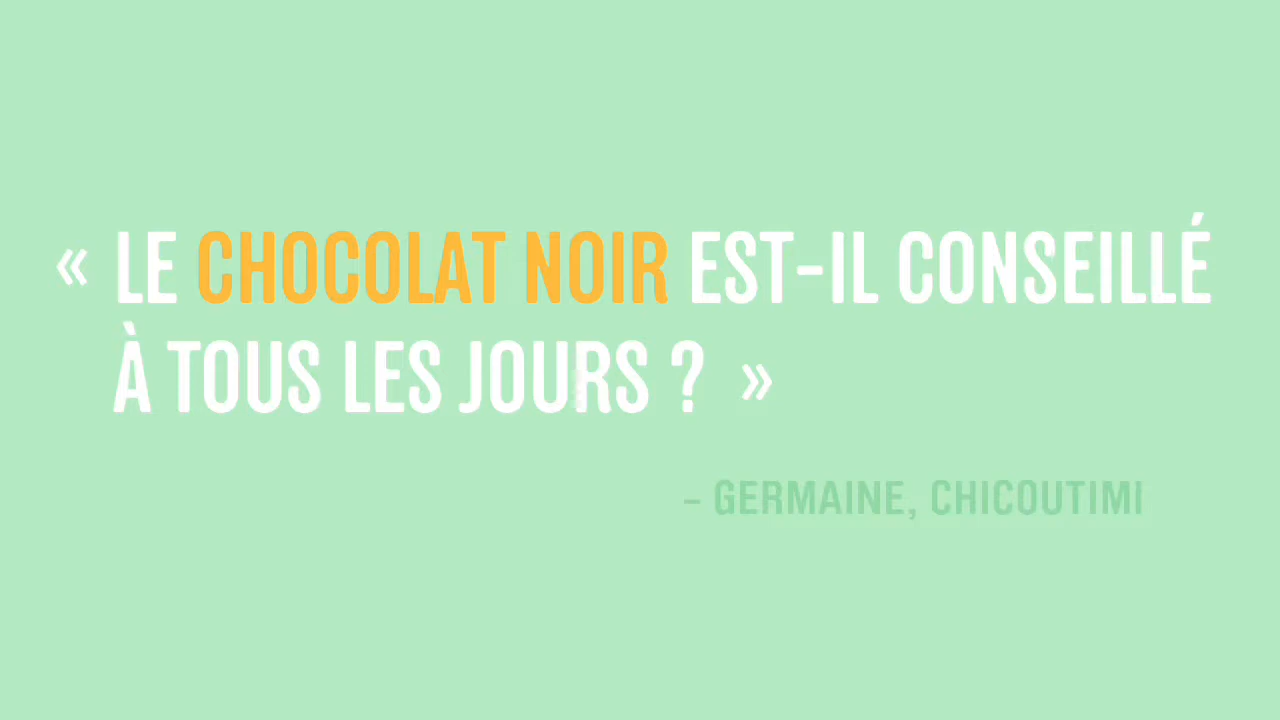 « LE CHOCOLAT NOIR EST-IL CONSEILLÉ
À TOUS LES JOURS ? »
– GERMAINE, CHICOUTIMI